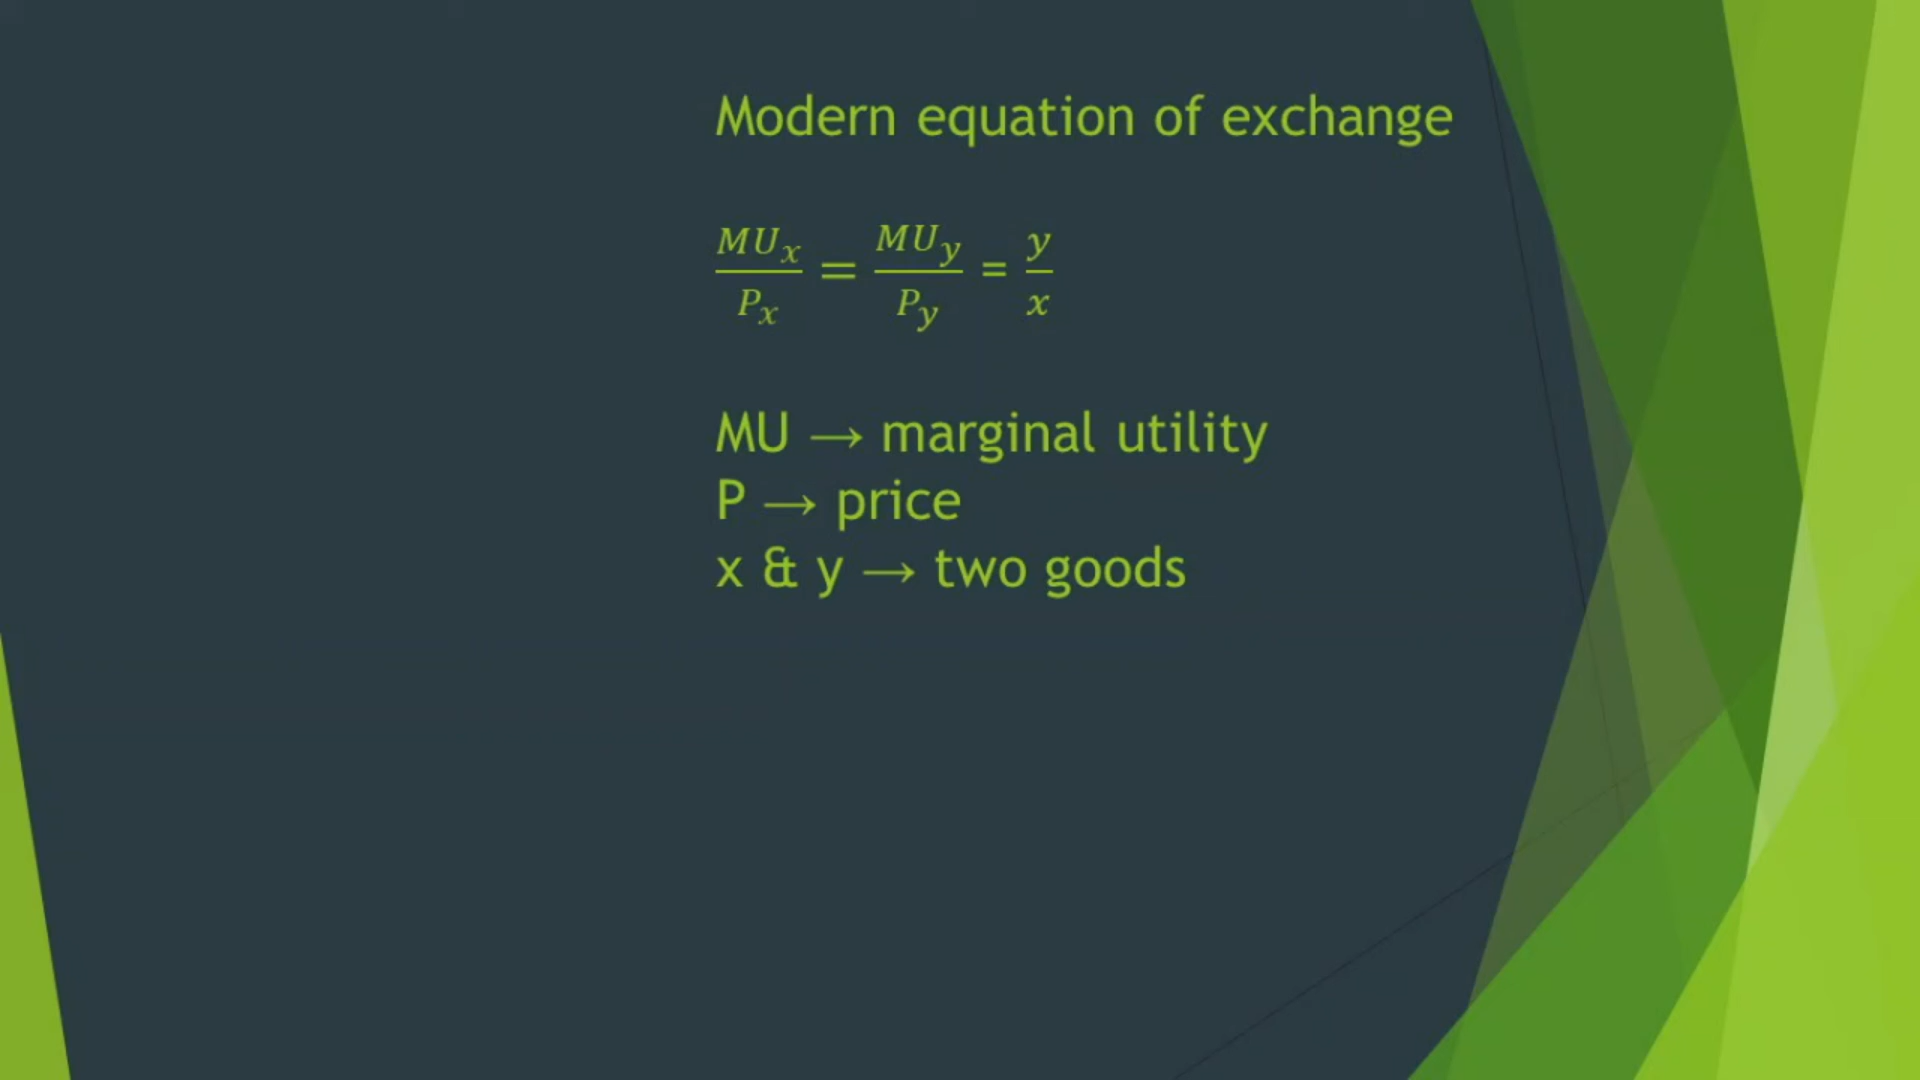 Modern equation of exchange
MUx/Px = MUy/Py = y/x
MU → marginal utility
P → price
x & y → two goods